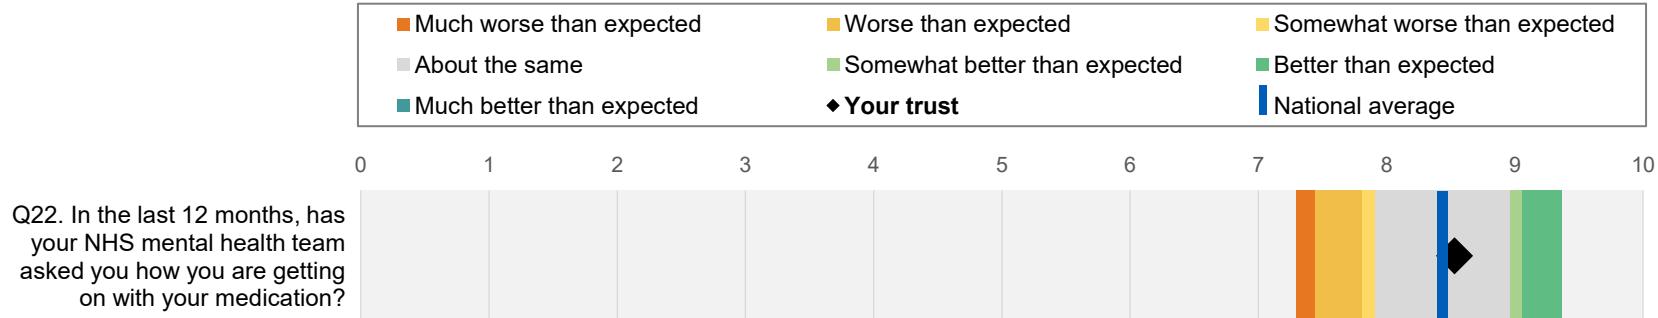 Much worse than expected
Worse than expected
Somewhat worse than expected
About the same
Somewhat better than expected
Better than expected
Much better than expected
Your trust
National average
0 1 2 3 4 5 6 7 8 9 10
Q22. In the last 12 months, has
your NHS mental health team
asked you how you are getting
on with your medication?